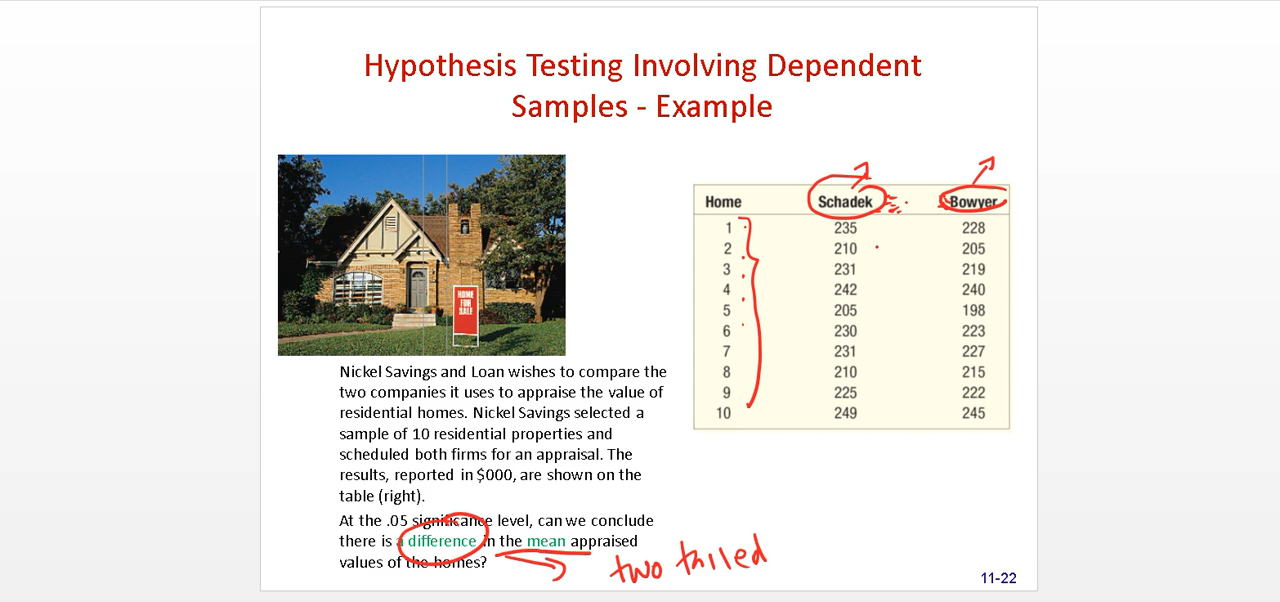 Hypothesis Testing Involving Dependent
Samples - Example
HOME
FOR
SALE
Nickel Savings and Loan wishes to compare the
two companies it uses to appraise the value of
residential homes. Nickel Savings selected a
sample of 10 residential properties and
scheduled both firms for an appraisal. The
results, reported in $000, are shown on the
table (right).
At the .05 significance level, can we conclude
there is a difference in the mean appraised
values of the homes?
two tailed
Home Schadek Bowyer
1 235 228
2 210 205
3 231 219
4 242 240
5 205 198
6 230 223
7 231 227
8 210 215
9 225 222
10 249 245
11-22